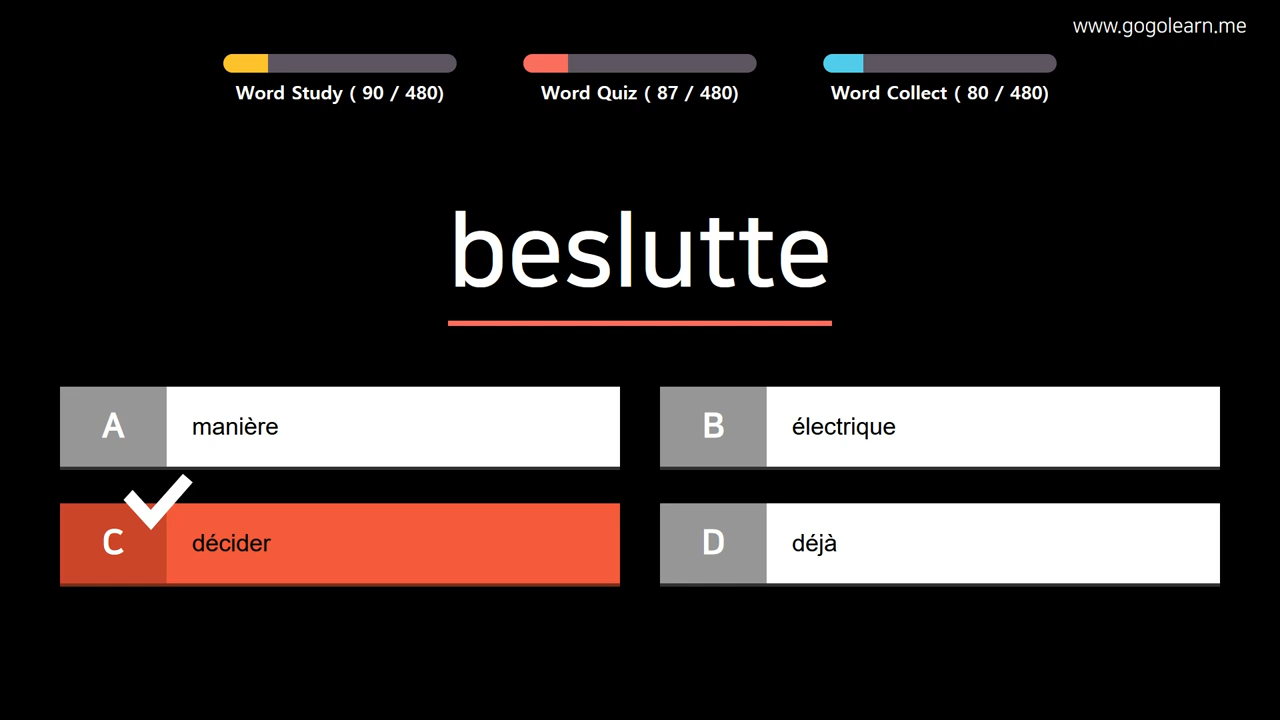 www.gogolearn.me
Word Study ( 90 / 480)
Word Quiz ( 87 / 480)
Word Collect ( 80 / 480)
beslutte
A manière
B électrique
C décider
D déjà